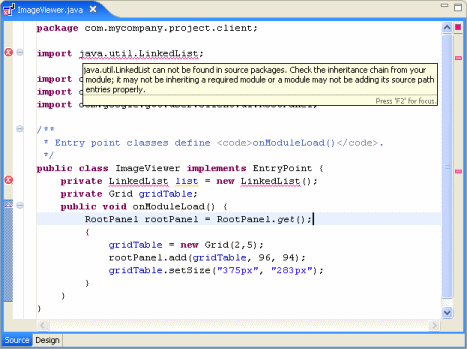 ImageViewer.java
package com.mycompany.project.client;
import java.util.LinkedList;
java.util.LinkedList can not be found in source packages. Check the inheritance chain from your
module; it may not be inheriting a required module or a module may not be adding its source path
entries properly.
Press 'F2' for focus.
import
import
import
/**
* Entry point classes define <code>onModuleLoad()</code>.
*/
public class ImageViewer implements EntryPoint {
private LinkedList list = new LinkedList();
private Grid gridTable;
public void onModuleLoad() {
RootPanel rootPanel = RootPanel.get();
{
gridTable = new Grid(2,5);
rootPanel.add(gridTable, 96, 94);
gridTable.setSize("375px", "283px");
}
}
}
Source Design